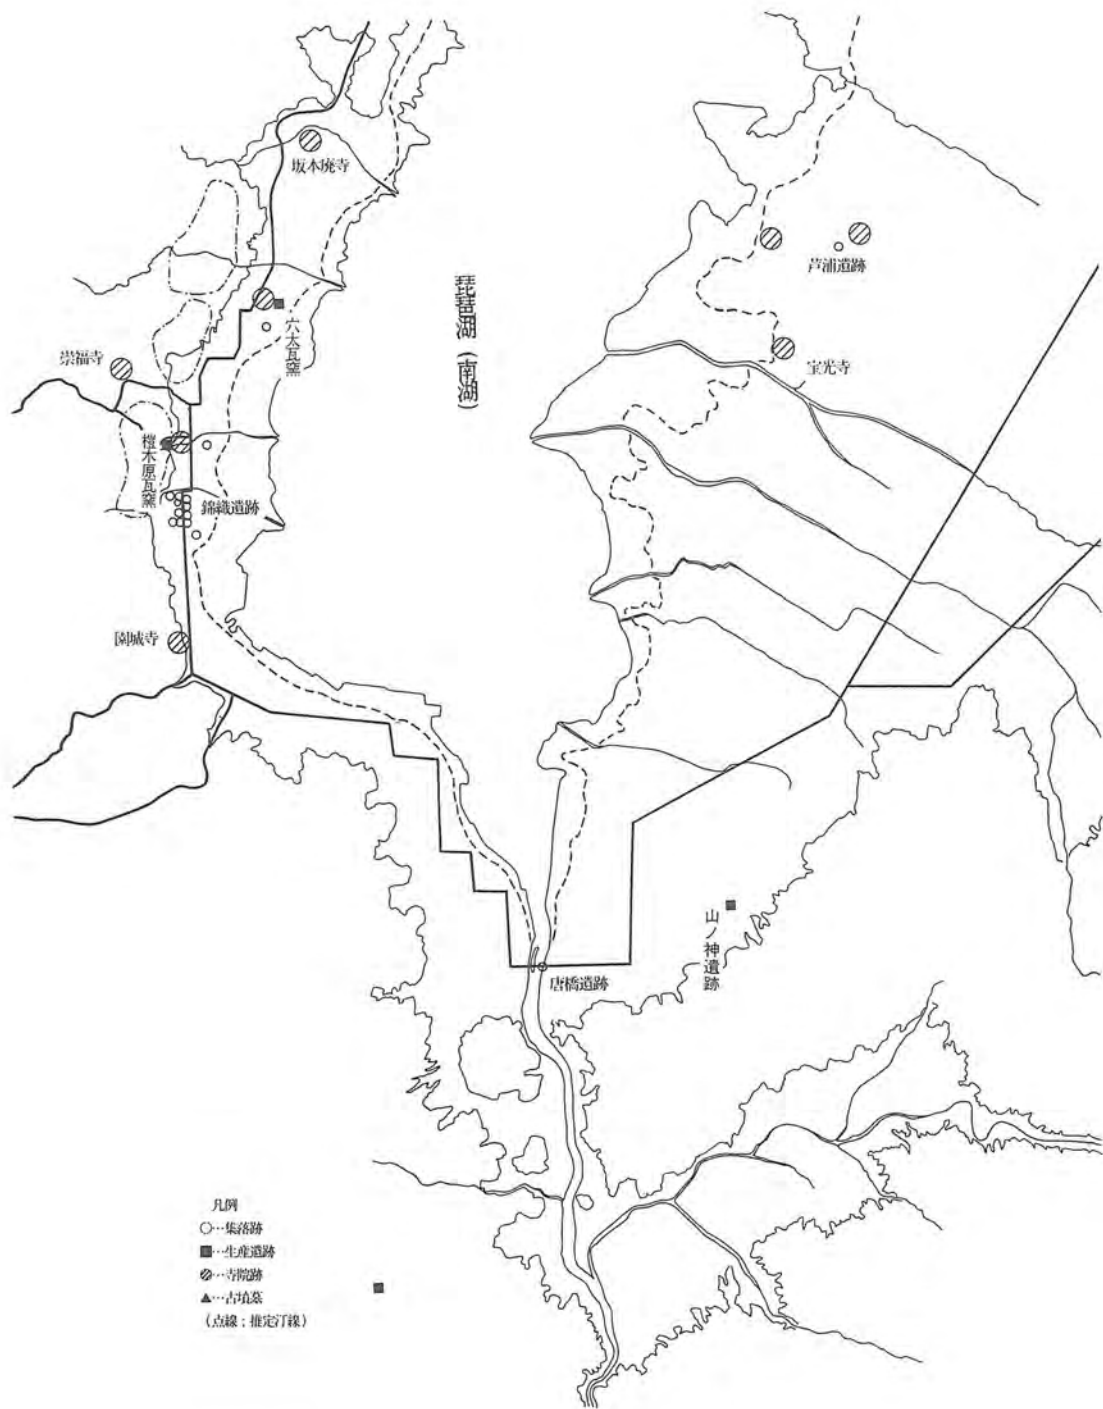 坂本廃寺
琵琶湖（南湖）
芦浦遺跡
穴太瓦窯
崇福寺
宝光寺
榿木原瓦窯
錦織遺跡
園城寺
山ノ神遺跡
唐橋遺跡
凡例
○…集落跡
■…生産遺跡
…寺院跡
▲…古墳墓
（点線；推定汀線）